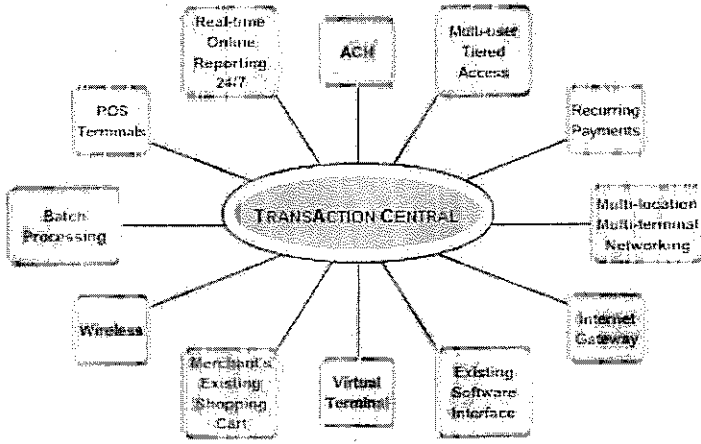 Real-time
Online
Reporting
24/7
ACH
Multi-user
Tiered
Access
POS
Terminals
Recurring
Payments
Batch
Processing
TRANSACTION CENTRAL
Multi-location
Multi-terminal
Networking
Wireless
Internet
Gateway
Merchant's
Existing
Shopping
Cart
Virtual
Terminal
Existing
Software
Interface